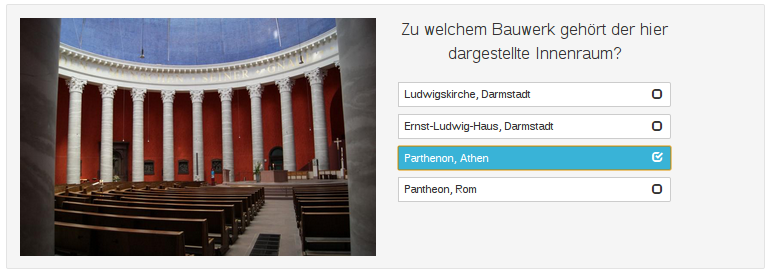 Zu welchem Bauwerk gehört der hier
dargestellte Innenraum?
Ludwigskirche, Darmstadt
Ernst-Ludwig-Haus, Darmstadt
Parthenon, Athen
Pantheon, Rom